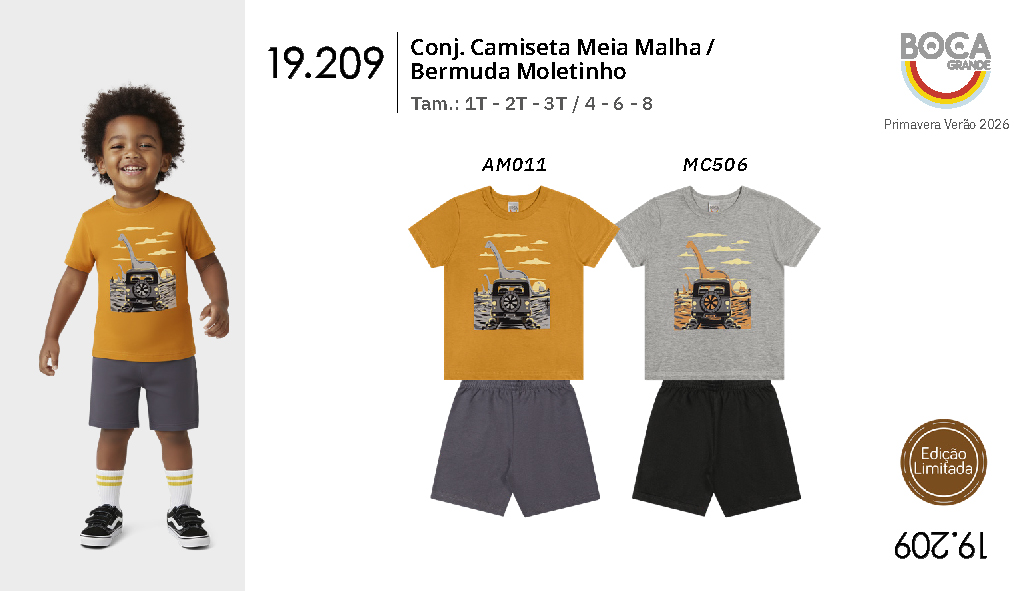 19.209
Conj. Camiseta Meia Malha /
Bermuda Moletinho
Tam.: 1T - 2T - 3T / 4 - 6 - 8
BOCA
GRANDE
Primavera Verão 2026
AM011
MC506
Edição
Limitada
19.209